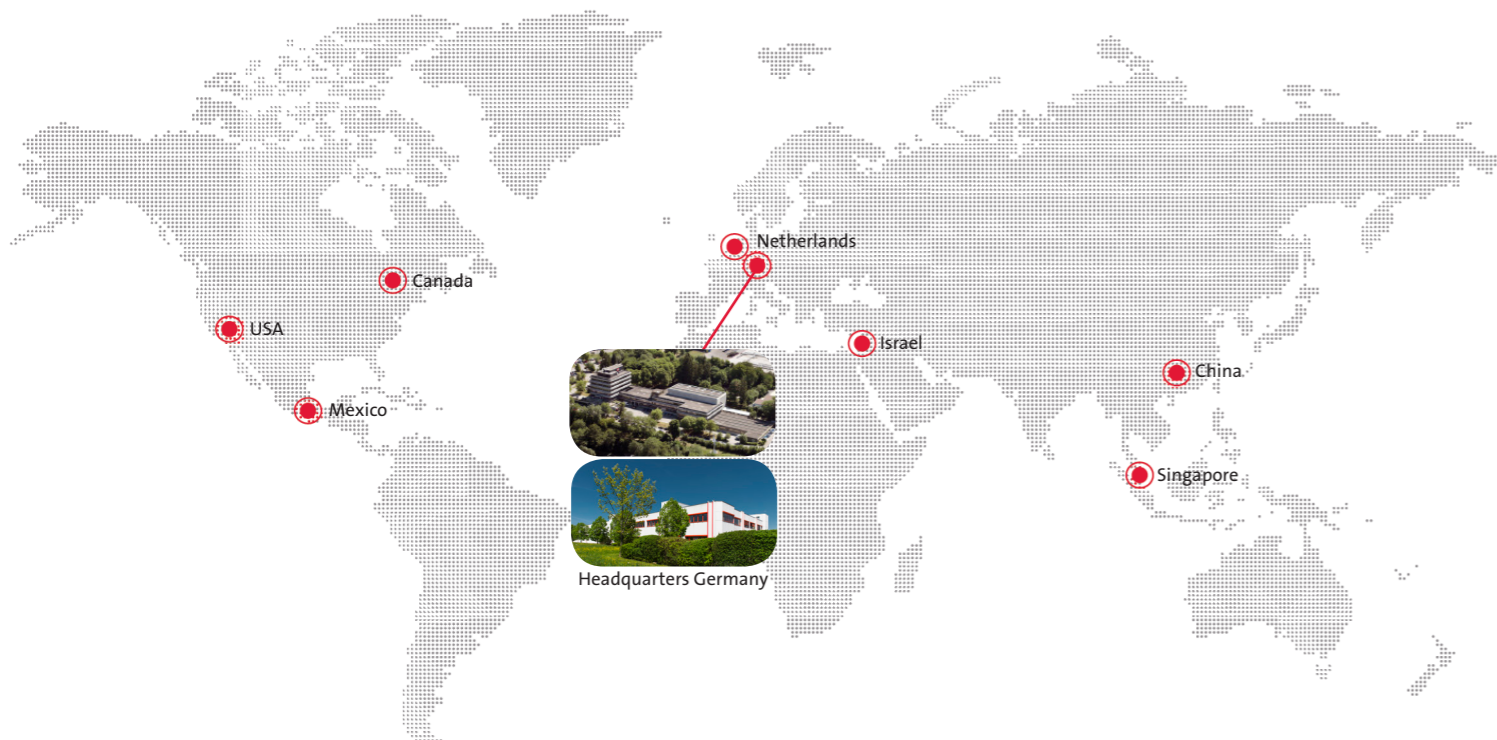 Netherlands
Canada
USA
Israel
China
Mexico
Singapore
Headquarters Germany